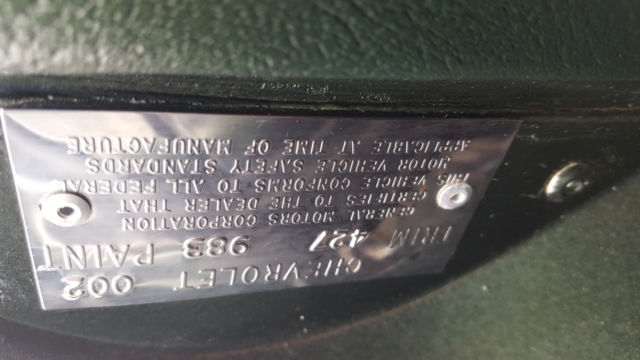 CHEVROLET 002
TRIM 427 983 PAINT
GENERAL MOTORS CORPORATION
CERTIFIES TO THE DEALER THAT
THIS VEHICLE CONFORMS TO ALL FEDERAL
MOTOR VEHICLE SAFETY STANDARDS
APPLICABLE AT TIME OF MANUFACTURE